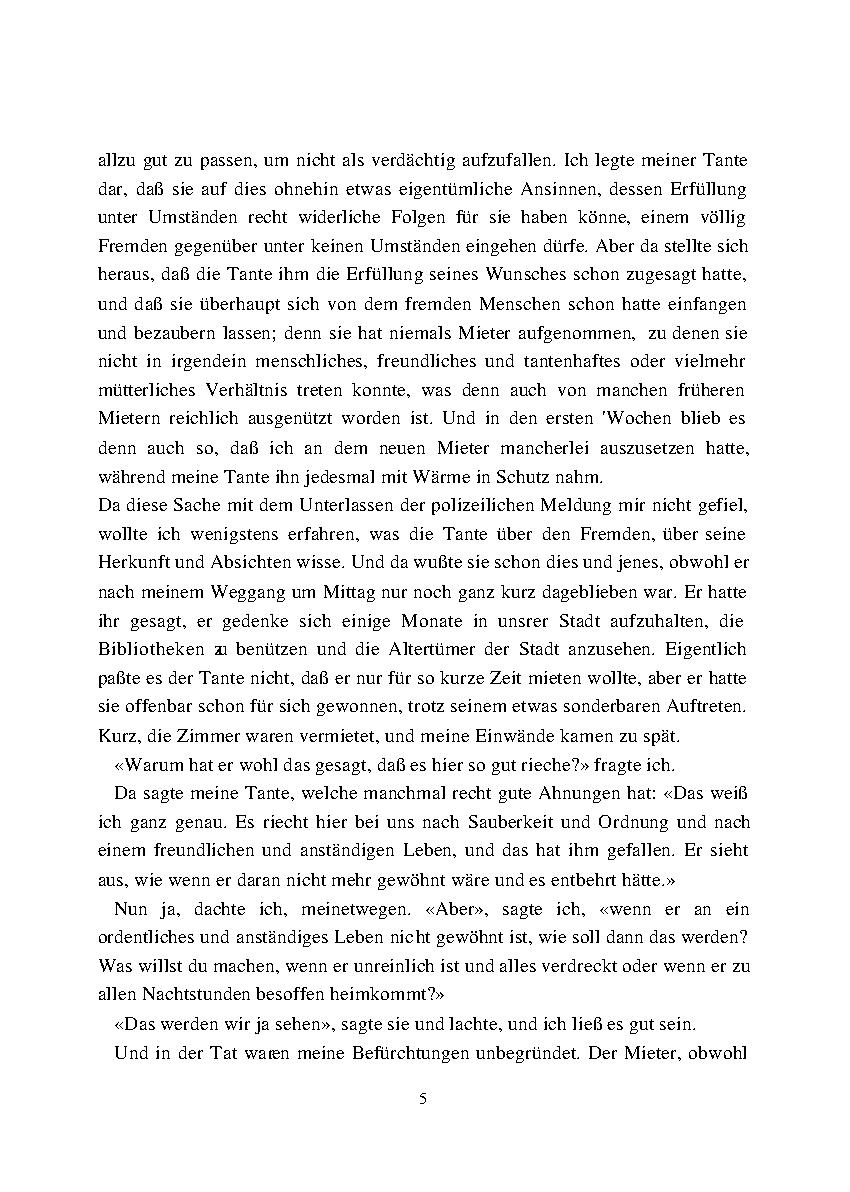 allzu gut zu passen, um nicht als verdächtig aufzufallen. Ich legte meiner Tante
dar, daß sie auf dies ohnehin etwas eigentümliche Ansinnen, dessen Erfüllung
unter Umständen recht widerliche Folgen für sie haben könne, einem völlig
Fremden gegenüber unter keinen Umständen eingehen dürfe. Aber da stellte sich
heraus, daß die Tante ihm die Erfüllung seines Wunsches schon zugesagt hatte,
und daß sie überhaupt sich von dem fremden Menschen schon hatte einfangen
und bezaubern lassen; denn sie hat niemals Mieter aufgenommen, zu denen sie
nicht in irgendein menschliches, freundliches und tantenhaftes oder vielmehr
mütterliches Verhältnis treten konnte, was denn auch von manchen früheren
Mietern reichlich ausgenützt worden ist. Und in den ersten 'Wochen blieb es
denn auch so, daß ich an dem neuen Mieter mancherlei auszusetzen hatte,
während meine Tante ihn jedesmal mit Wärme in Schutz nahm.
Da diese Sache mit dem Unterlassen der polizeilichen Meldung mir nicht gefiel,
wollte ich wenigstens erfahren, was die Tante über den Fremden, über seine
Herkunft und Absichten wisse. Und da wußte sie schon dies und jenes, obwohl er
nach meinem Weggang um Mittag nur noch ganz kurz dageblieben war. Er hatte
ihr gesagt, er gedenke sich einige Monate in unsrer Stadt aufzuhalten, die
Bibliotheken zu benützen und die Altertümer der Stadt anzusehen. Eigentlich
paßte es der Tante nicht, daß er nur für so kurze Zeit mieten wollte, aber er hatte
sie offenbar schon für sich gewonnen, trotz seinem etwas sonderbaren Auftreten.
Kurz, die Zimmer waren vermietet, und meine Einwände kamen zu spät.
«Warum hat er wohl das gesagt, daß es hier so gut rieche?» fragte ich.
Da sagte meine Tante, welche manchmal recht gute Ahnungen hat: «Das weiß
ich ganz genau. Es riecht hier bei uns nach Sauberkeit und Ordnung und nach
einem freundlichen und anständigen Leben, und das hat ihm gefallen. Er sieht
aus, wie wenn er daran nicht mehr gewöhnt wäre und es entbehrt hätte.»
Nun ja, dachte ich, meinetwegen. «Aber», sagte ich, «wenn er an ein
ordentliches und anständiges Leben nicht gewöhnt ist, wie soll dann das werden?
Was willst du machen, wenn er unreinlich ist und alles verdreckt oder wenn er zu
allen Nachtstunden besoffen heimkommt?»
«Das werden wir ja sehen», sagte sie und lachte, und ich ließ es gut sein.
Und in der Tat waren meine Befürchtungen unbegründet. Der Mieter, obwohl
5